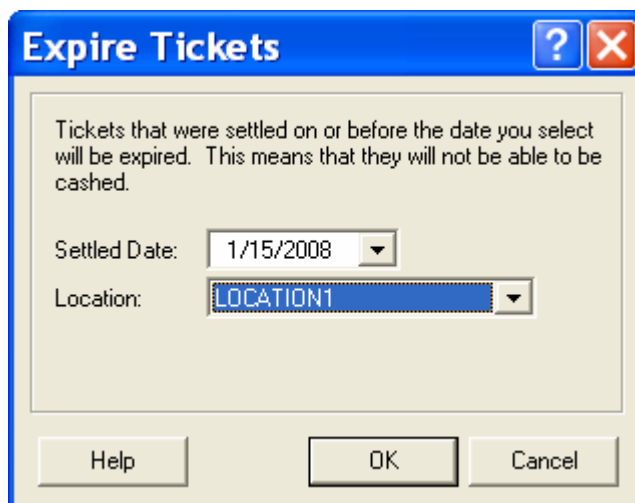 Expire Tickets
Tickets that were settled on or before the date you select
will be expired.  This means that they will not be able to be
cashed.
Settled Date: 1/15/2008
Location: LOCATION1
Help OK Cancel